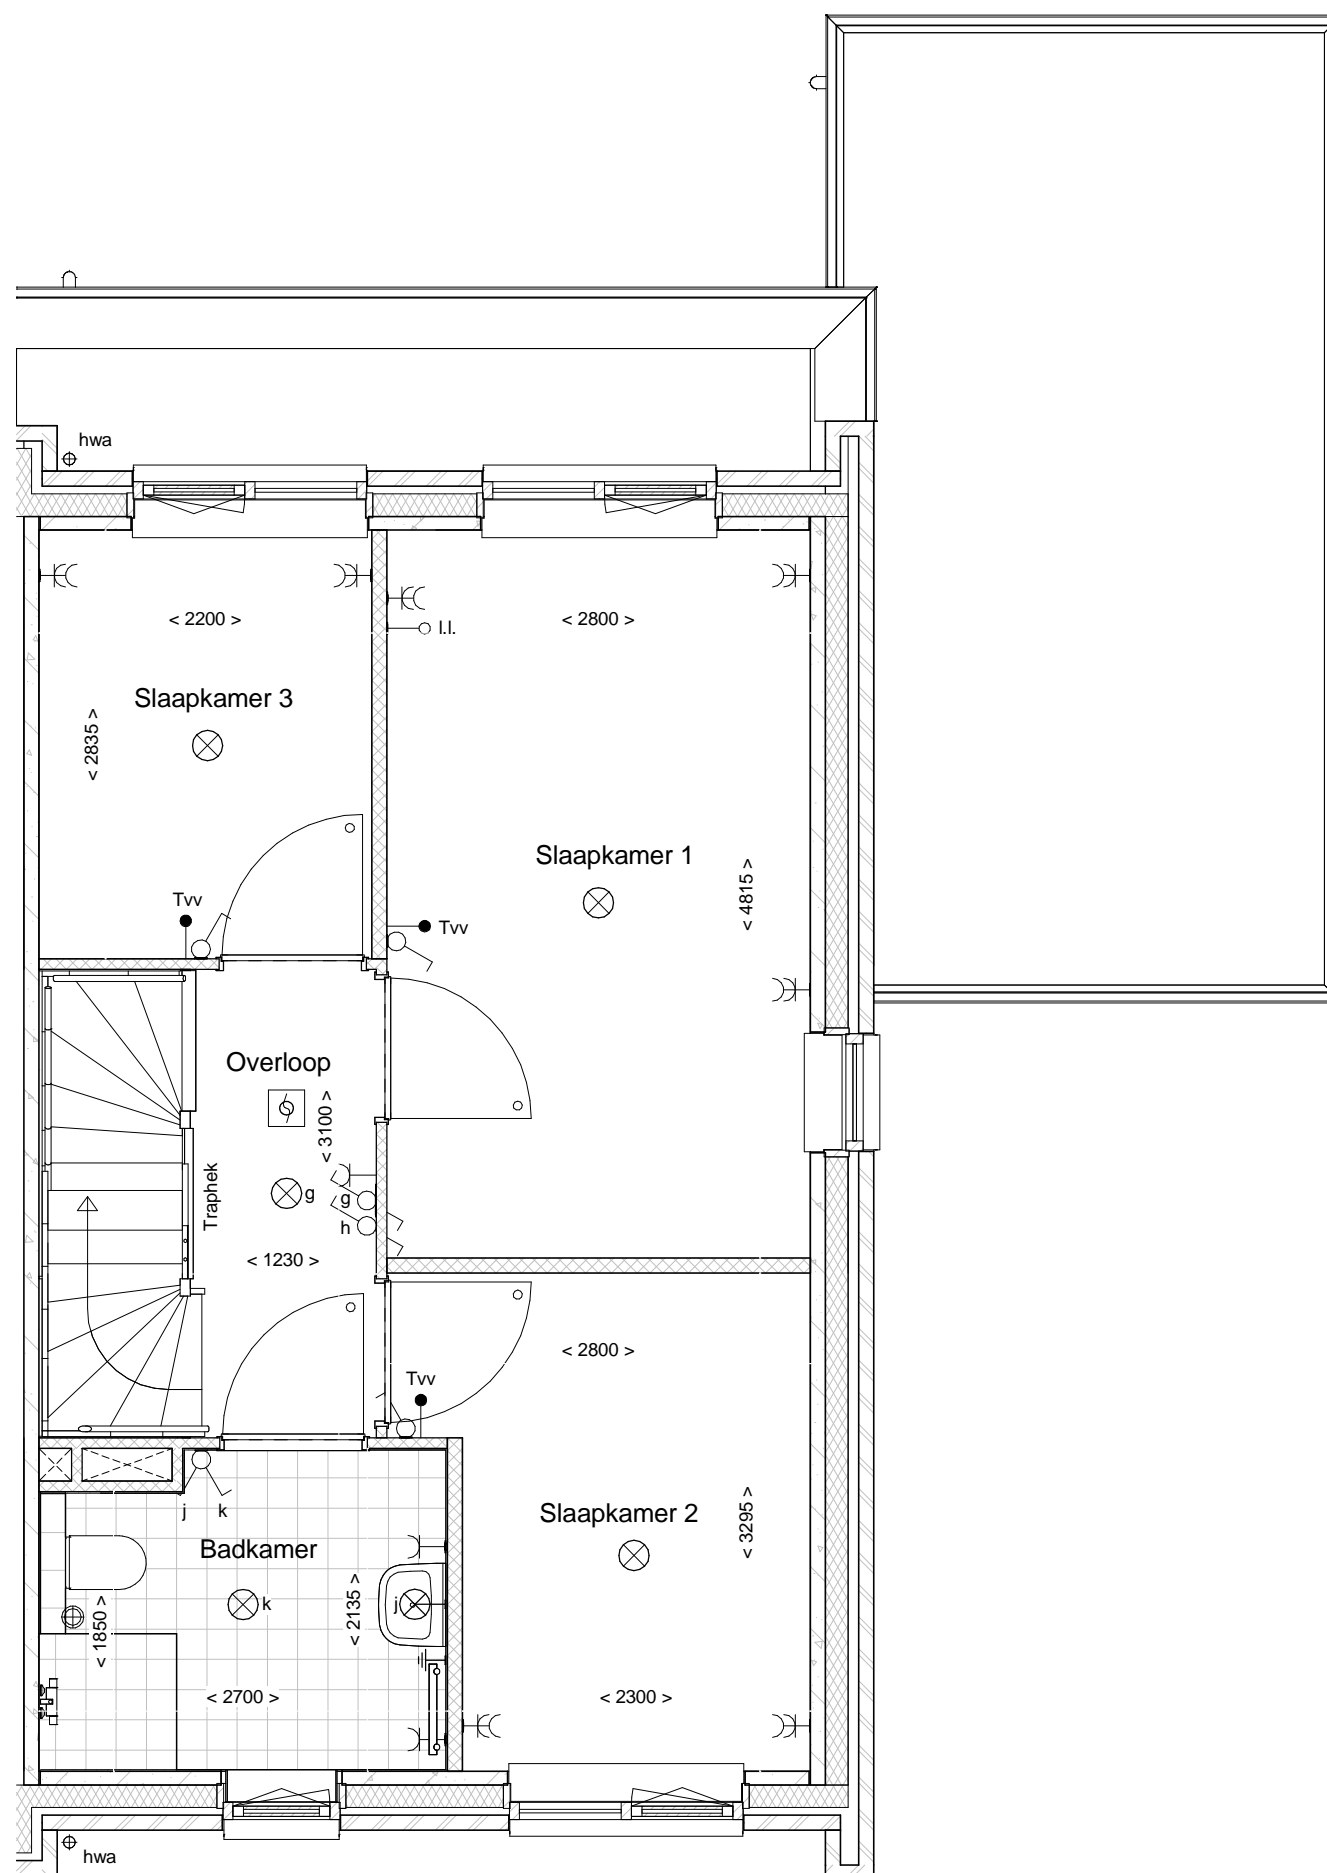 hwa
< 2200 >
< 2800 >
l.l.
Slaapkamer 3
< 2835 >
Slaapkamer 1
< 4815 >
Tvv
Tvv
Overloop
< 3100 >
Traphek
g
g
h
< 1230 >
< 2800 >
Tvv
j
k
Slaapkamer 2
< 3295 >
Badkamer
k
j
< 1850 >
< 2135 >
< 2700 >
< 2300 >
hwa